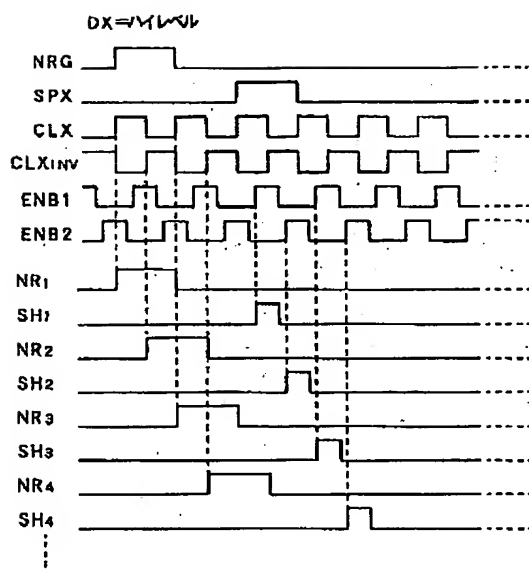 DX=ハイレベル
NRG
SPX
CLX
CLXINV
ENB1
ENB2
NR1
SH1
NR2
SH2
NR3
SH3
NR4
SH4